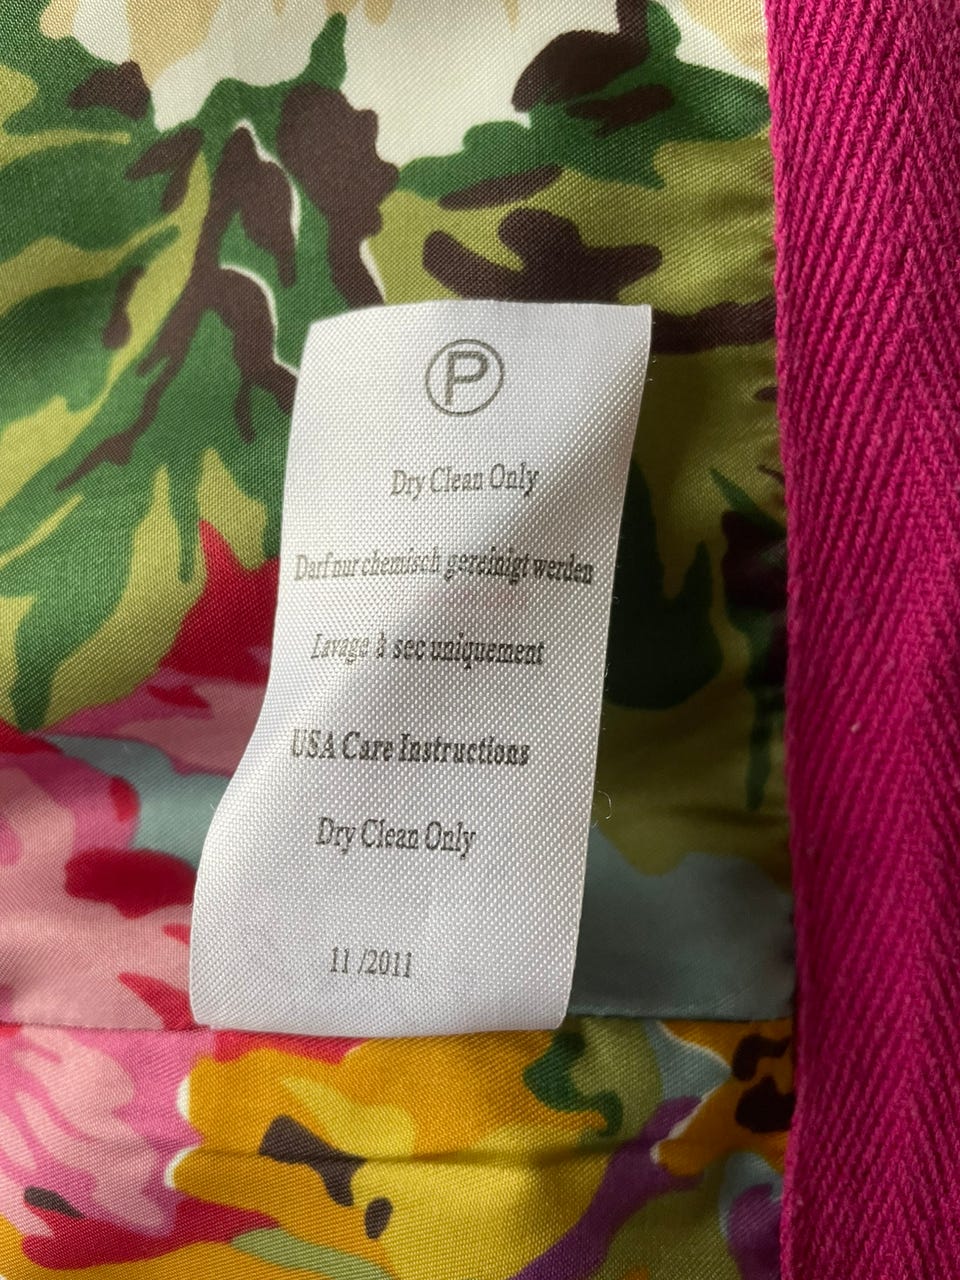 P
Dry Clean Only
Darf nur chemisch gereinigt werden
Lavage à sec uniquement
USA Care Instructions
Dry Clean Only
11 /2011